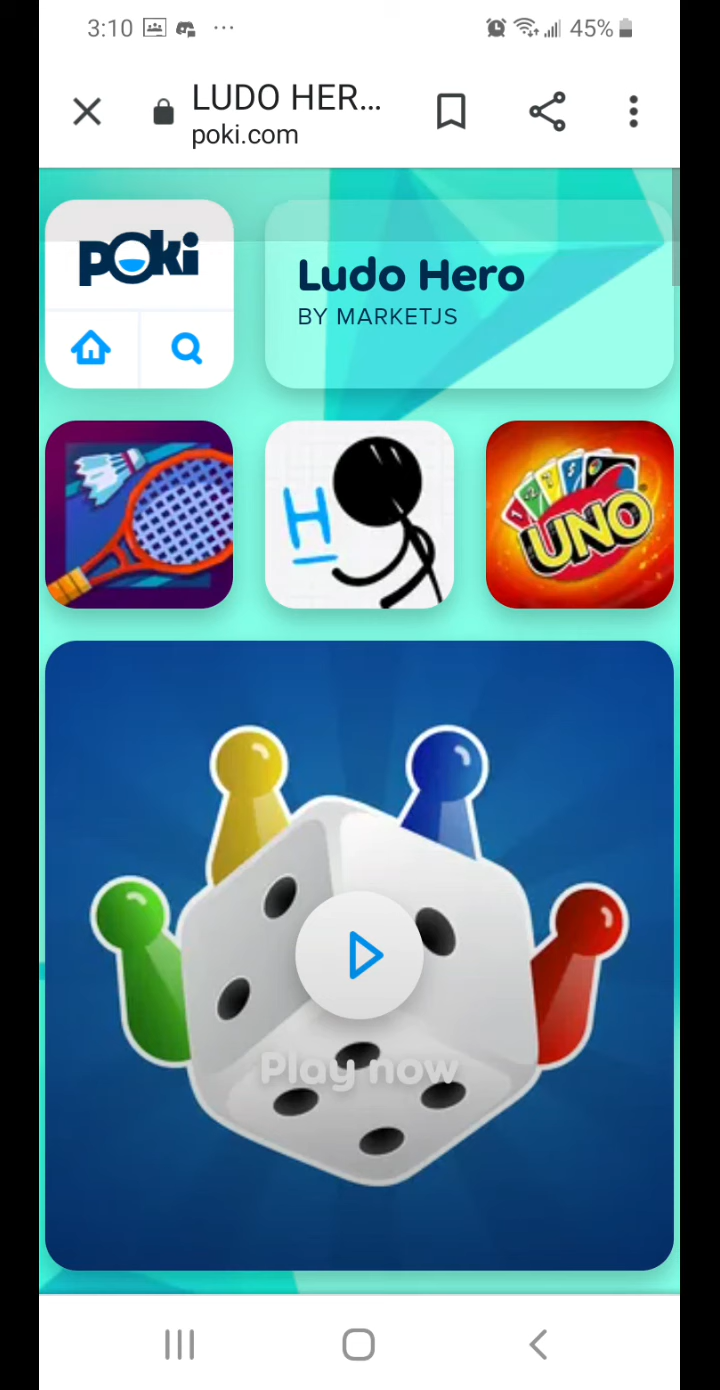 3:10 ... 45%
LUDO HER...
poki.com
poki
Ludo Hero
BY MARKETJS
H
UNO
Play now